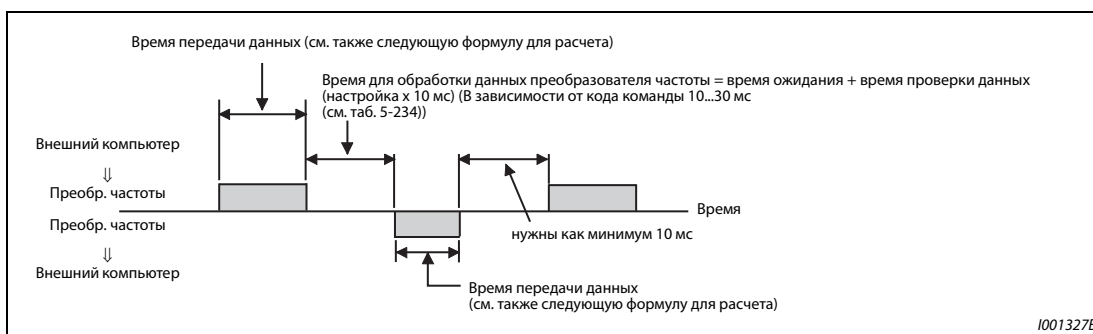 Время передачи данных (см. также следующую формулу для расчета)
Время для обработки данных преобразователя частоты = время ожидания + время проверки данных
(настройка x 10 мс) (В зависимости от кода команды 10...30 мс
(см. таб. 5-234))
Внешний компьютер
⇓
Преобр. частоты
Время
Преобр. частоты
нужны как минимум 10 мс
⇓
Внешний компьютер
Время передачи данных
(см. также следующую формулу для расчета)
I001327E